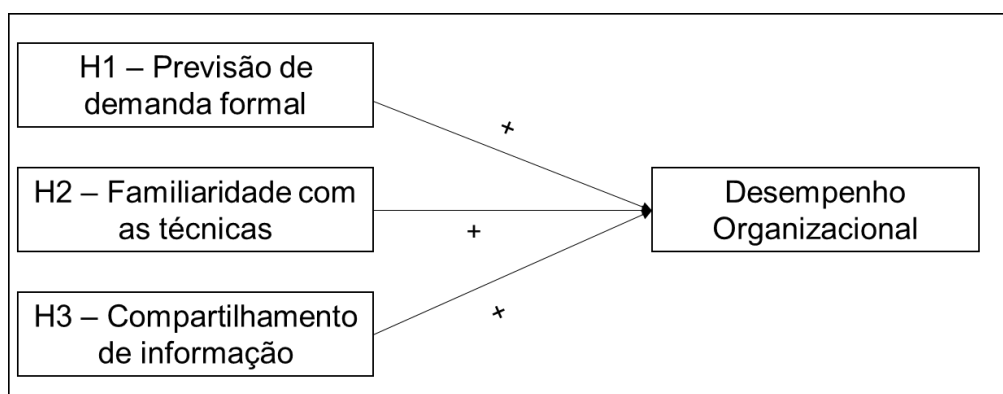 H1 – Previsão de
demanda formal
+
H2 – Familiaridade com
as técnicas
+
H3 – Compartilhamento
de informação
+
Desempenho
Organizacional